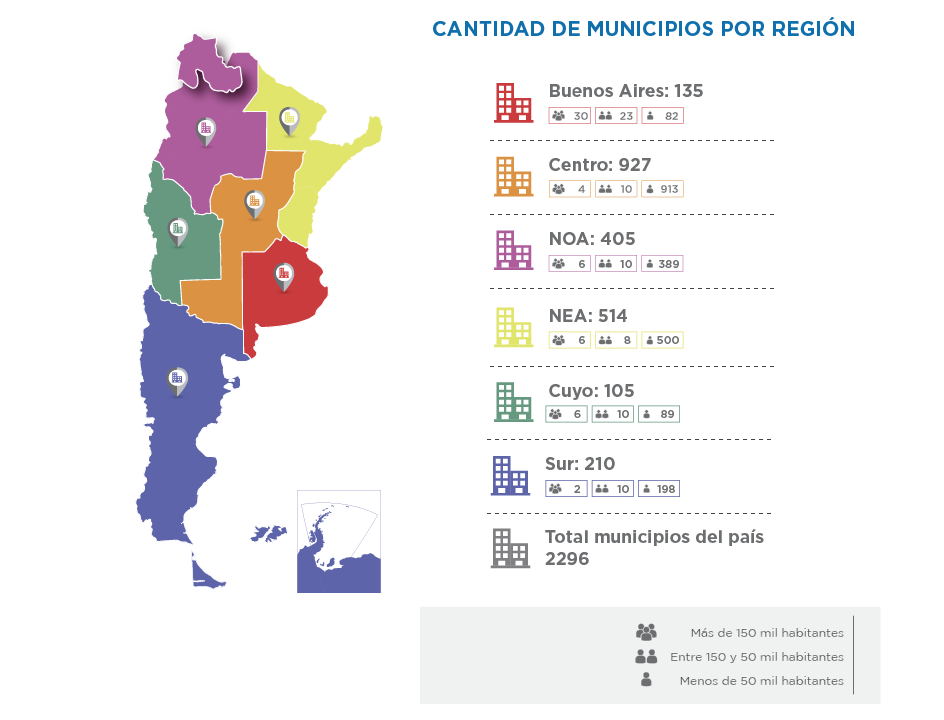 CANTIDAD DE MUNICIPIOS POR REGIÓN
Buenos Aires: 135
30 23 82
Centro: 927
4 10 913
NOA: 405
6 10 389
NEA: 514
6 8 500
Cuyo: 105
6 10 89
Sur: 210
2 10 198
Total municipios del país
2296
Más de 150 mil habitantes
Entre 150 y 50 mil habitantes
Menos de 50 mil habitantes